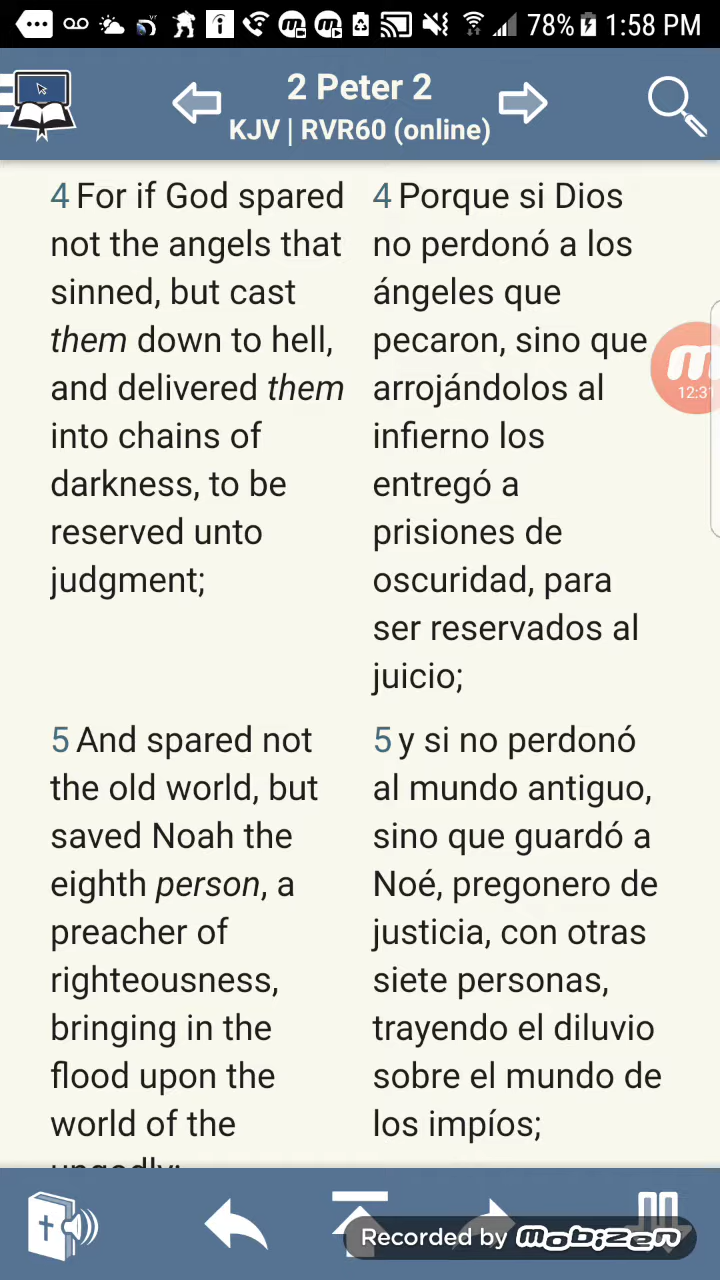 78% 1:58 PM
2 Peter 2
KJV | RVR60 (online)
4 For if God spared
not the angels that
sinned, but cast
them down to hell,
and delivered them
into chains of
darkness, to be
reserved unto
judgment;
4 Porque si Dios
no perdonó a los
ángeles que
pecaron, sino que
arrojándolos al
infierno los
entregó a
prisiones de
oscuridad, para
ser reservados al
juicio;
12:31
5 And spared not
the old world, but
saved Noah the
eighth person, a
preacher of
righteousness,
bringing in the
flood upon the
world of the
ungodly;
5 y si no perdonó
al mundo antiguo,
sino que guardó a
Noé, pregonero de
justicia, con otras
siete personas,
trayendo el diluvio
sobre el mundo de
los impíos;
Recorded by mobizen